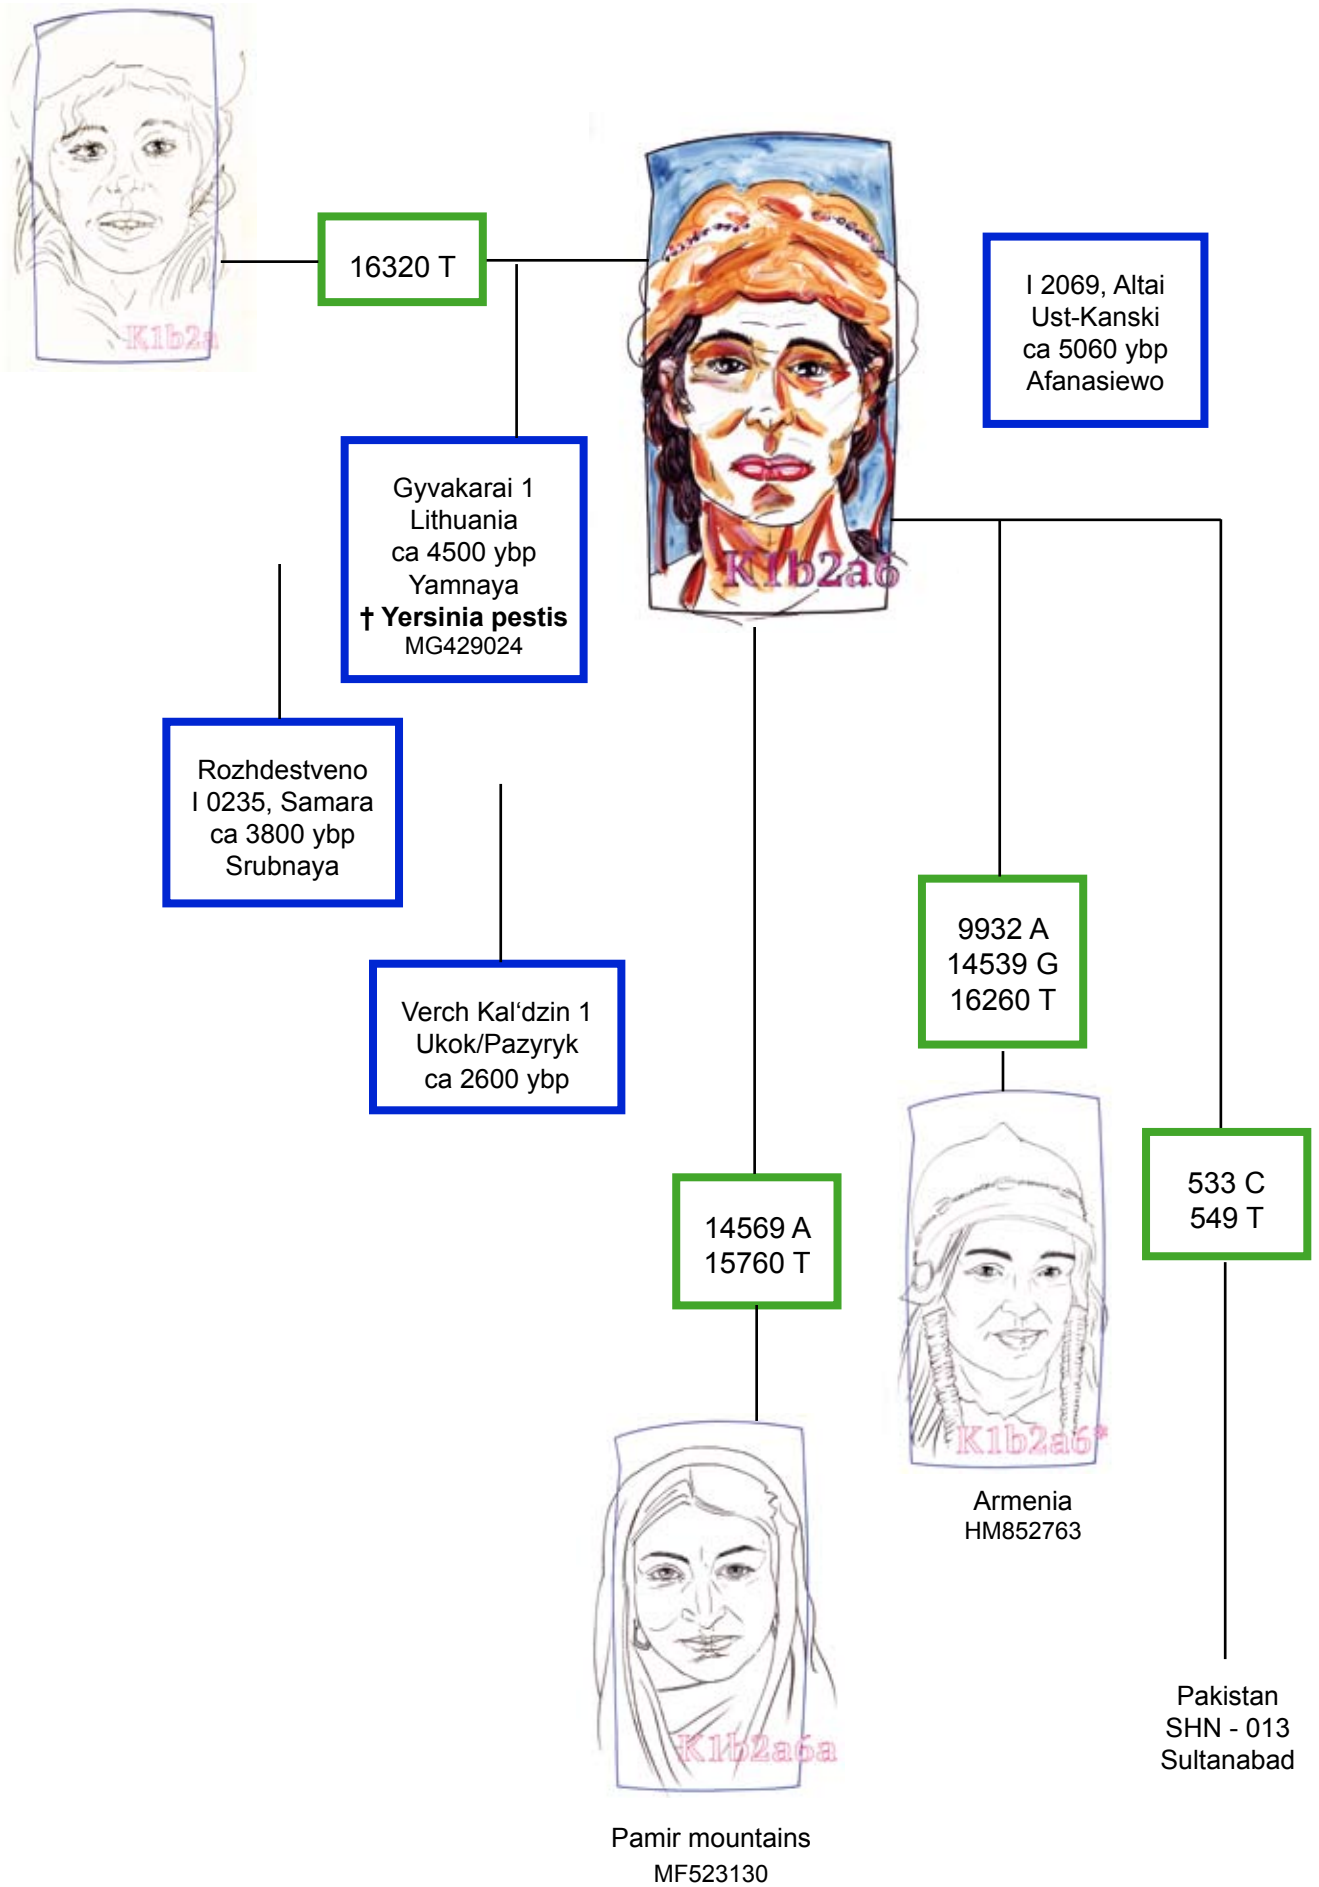 K1b2a
16320 T
K1b2a6
I 2069, Altai
Ust-Kanski
ca 5060 ybp
Afanasiewo
Gyvakarai 1
Lithuania
ca 4500 ybp
Yamnaya
† Yersinia pestis
MG429024
Rozhdestveno
I 0235, Samara
ca 3800 ybp
Srubnaya
Verch Kal‘dzin 1
Ukok/Pazyryk
ca 2600 ybp
9932 A
14539 G
16260 T
533 C
549 T
14569 A
15760 T
K1b2a6*
Armenia
HM852763
K1b2a6a
Pakistan
SHN - 013
Sultanabad
Pamir mountains
MF523130